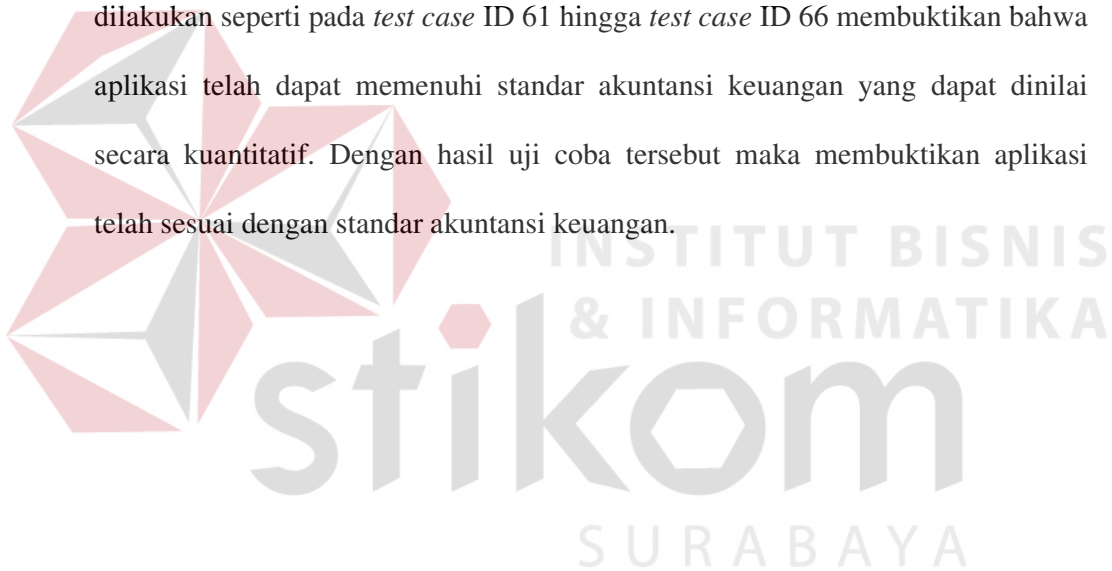 dilakukan seperti pada test case ID 61 hingga test case ID 66 membuktikan bahwa
aplikasi telah dapat memenuhi standar akuntansi keuangan yang dapat dinilai
secara kuantitatif. Dengan hasil uji coba tersebut maka membuktikan aplikasi
telah sesuai dengan standar akuntansi keuangan.
INSTITUT BISNIS
& INFORMATIKA
stikom
SURABAYA